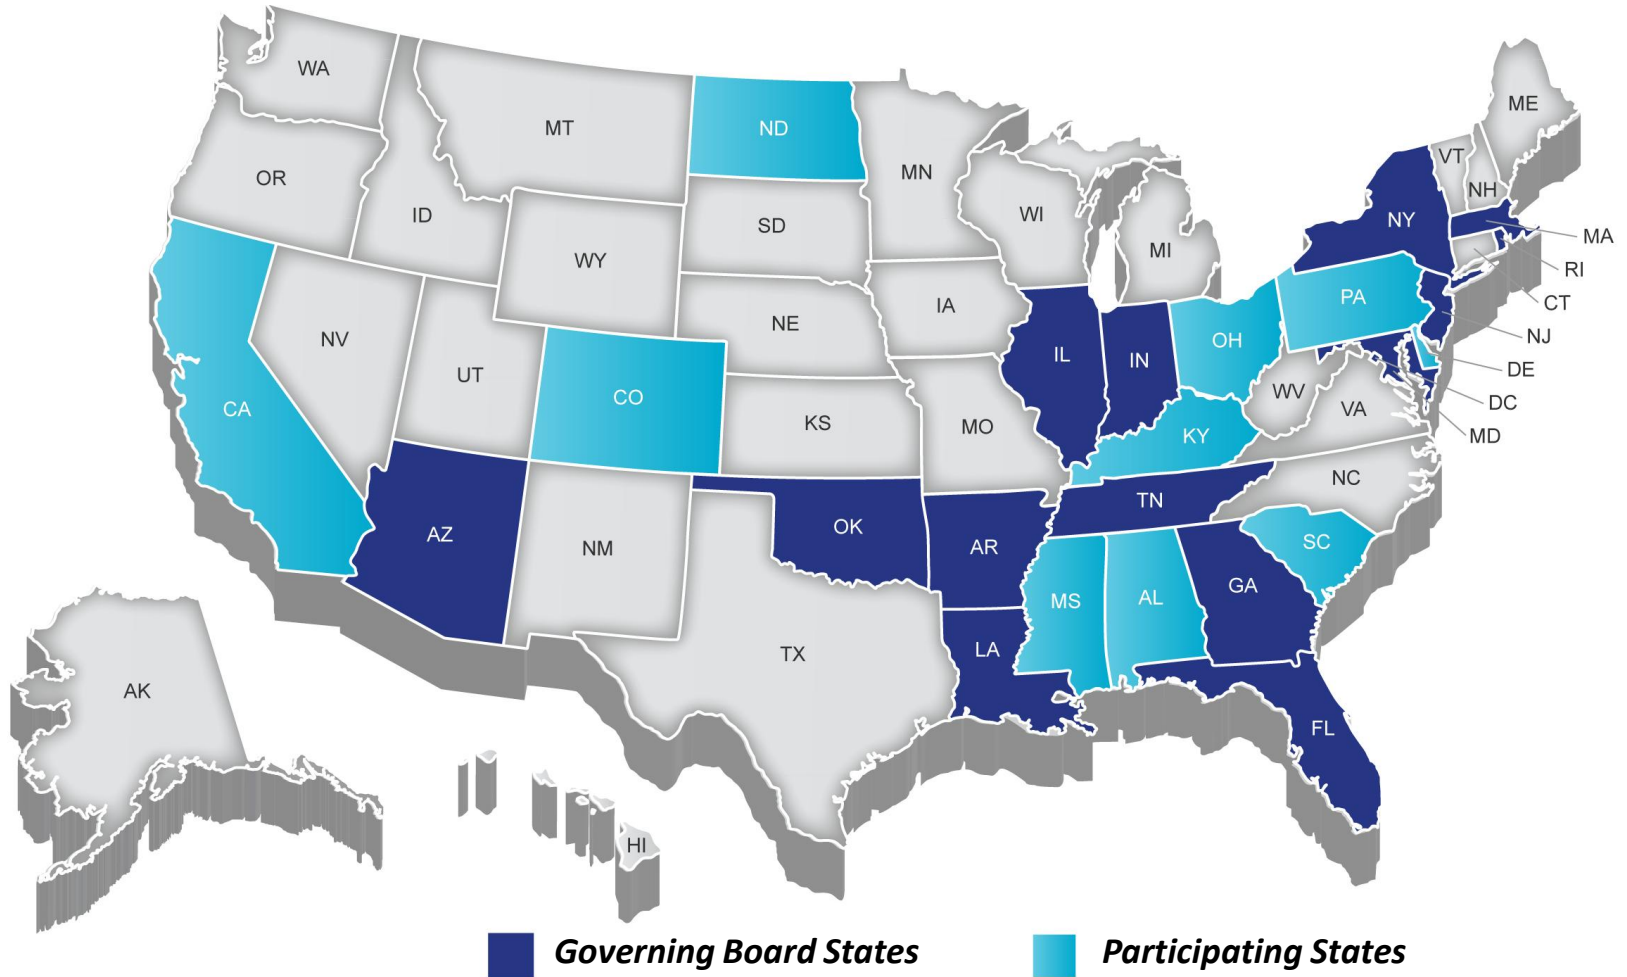 WA
ME
MT
ND
VT
MN
OR
NH
ID
WI
NY
SD
MA
MI
WY
RI
PA
CT
IA
NE
NJ
NV
OH
IL
IN
DE
UT
WV
CO
DC
CA
VA
KS
MO
KY
MD
NC
TN
OK
AZ
SC
NM
AR
GA
MS
AL
LA
TX
AK
FL
HI
Governing Board States
Participating States